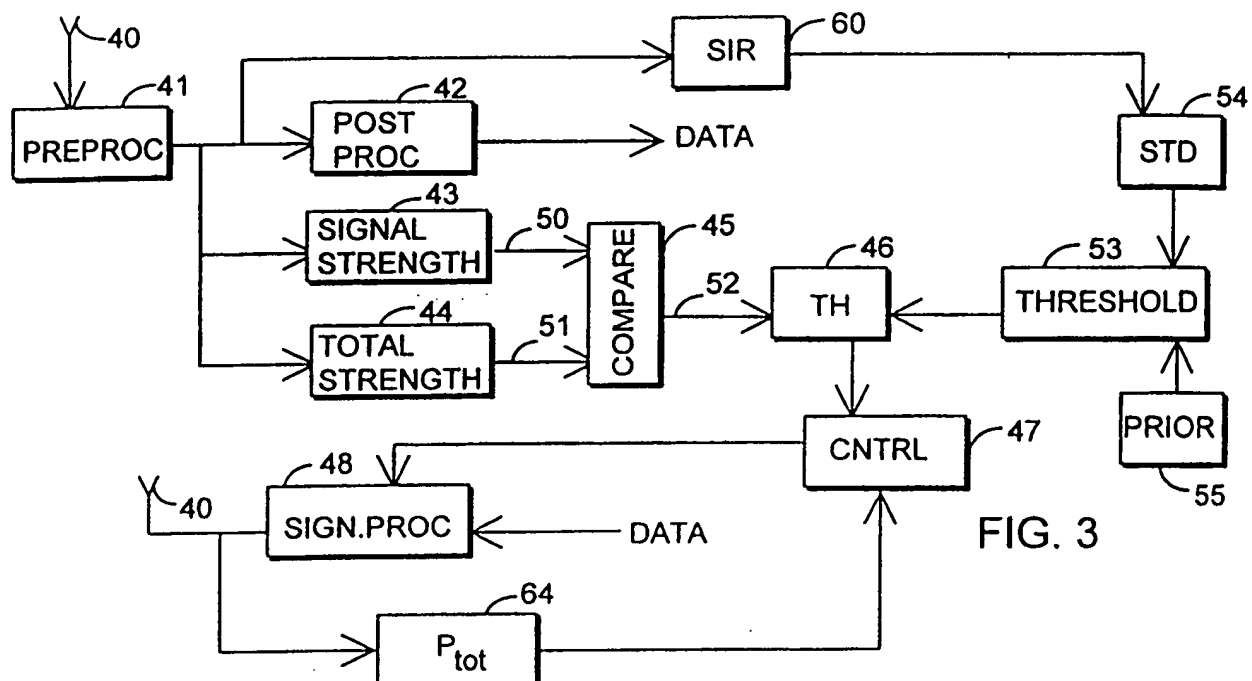 40
60
SIR
41
PREPROC
42
POST
PROC
DATA
54
STD
43
SIGNAL
STRENGTH
50
45
COMPARE
46
TH
52
53
THRESHOLD
44
TOTAL
STRENGTH
51
PRIOR
55
CNTRL
47
48
40
SIGN.PROC
DATA
FIG. 3
64
Ptot